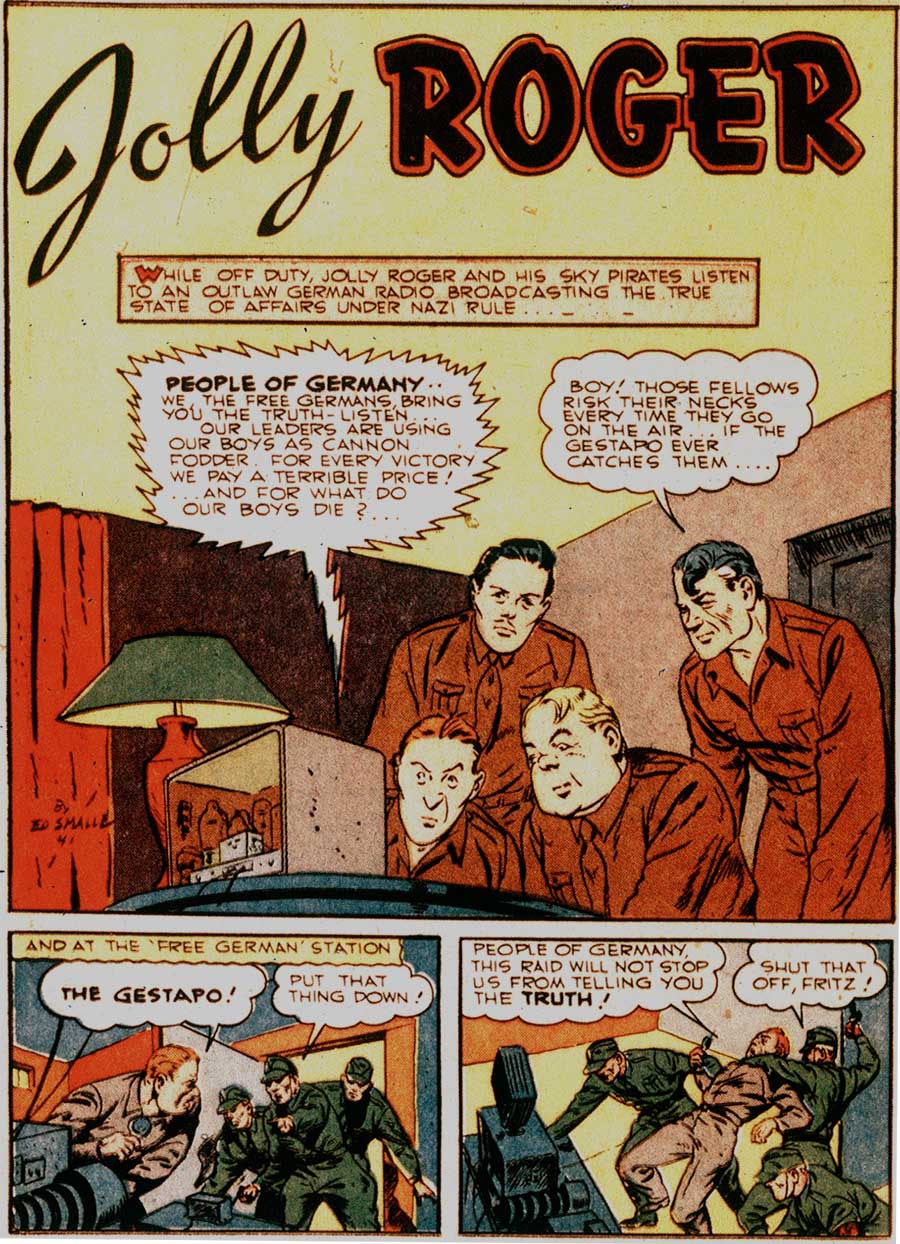 Jolly ROGER
WHILE OFF DUTY, JOLLY ROGER AND HIS SKY PIRATES LISTEN
TO AN OUTLAW GERMAN RADIO BROADCASTING THE TRUE
STATE OF AFFAIRS UNDER NAZI RULE . . . _ . . . _
PEOPLE OF GERMANY..
WE, THE FREE GERMANS, BRING
YOU THE TRUTH-LISTEN...
OUR LEADERS ARE USING
OUR BOYS AS CANNON
FODDER. FOR EVERY VICTORY
WE PAY A TERRIBLE PRICE!
...AND FOR WHAT DO
OUR BOYS DIE?...
BOY! THOSE FELLOWS
RISK THEIR NECKS
EVERY TIME THEY GO
ON THE AIR... IF THE
GESTAPO EVER
CATCHES THEM....
By
ED SMALLE
41
AND AT THE 'FREE GERMAN' STATION
THE GESTAPO!
PUT THAT
THING DOWN!
PEOPLE OF GERMANY,
THIS RAID WILL NOT STOP
US FROM TELLING YOU
THE TRUTH!
SHUT THAT
OFF, FRITZ!